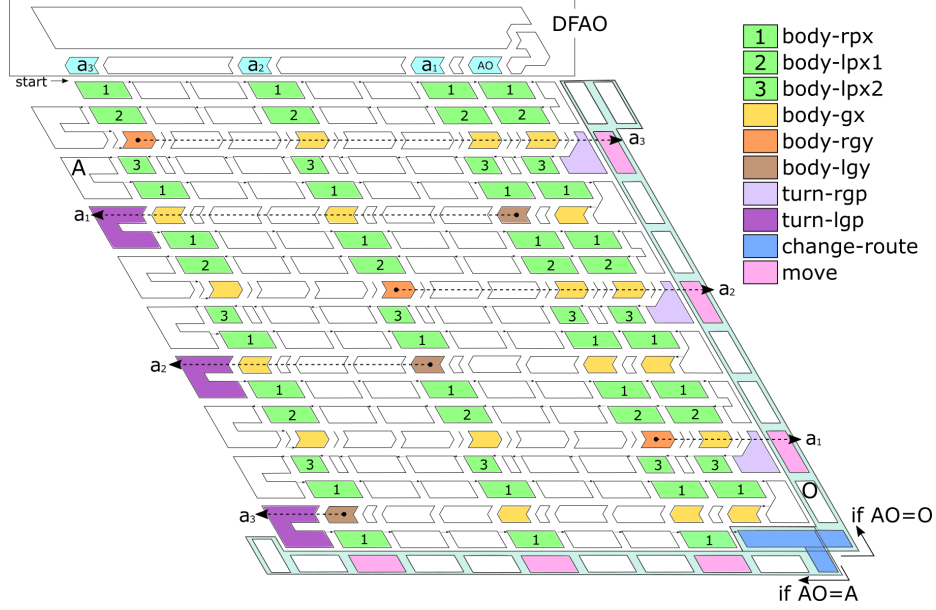 DFAO
a₃ a₂ a₁ AO
start
1 1 1 1
2 2 2 2
a₃
A 3 3 3 3
1 1 1 1
a₁
1 1 1 1
2 2 2 2
a₂
3 3 3 3
1 1 1 1
a₂
1 1 1 1
2 2 2 2
a₁
3 3 3 3
1 1 1 1 O
a₃
if AO=O
1 1 1
if AO=A
1 body-rpx
2 body-lpx1
3 body-lpx2
body-gx
body-rgy
body-lgy
turn-rgp
turn-lgp
change-route
move